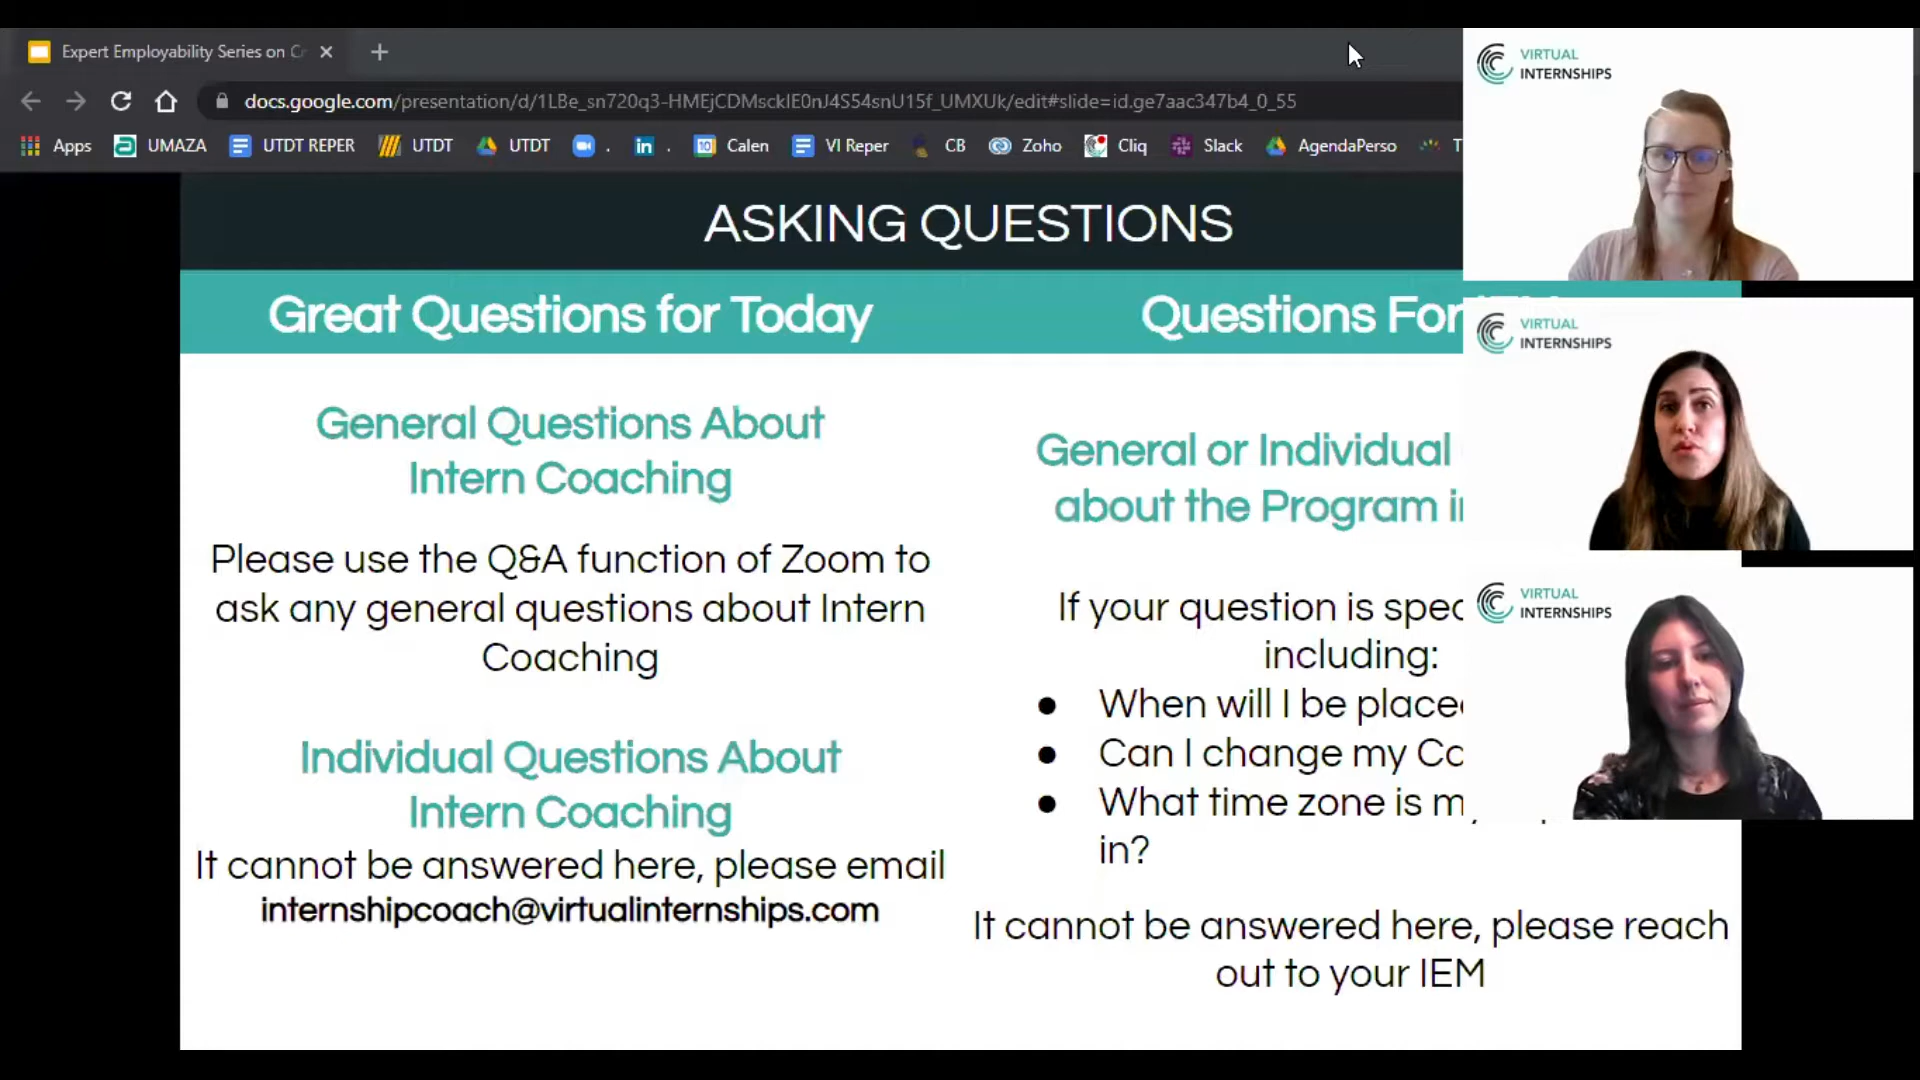 Expert Employability Series on
docs.google.com/presentation/d/1LBe_sn720q3-HMEjCDMscklE0nJ4S54snU15f_UMXUk/edit#slide=id.ge7aac347b4_0_55
Apps UMAZA UTDT REPER UTDT UTDT . . Calen VI Reper CB Zoho Cliq Slack AgendaPerso T
VIRTUAL
INTERNSHIPS
ASKING QUESTIONS
Great Questions for Today
General Questions About
Intern Coaching
Please use the Q&A function of Zoom to
ask any general questions about Intern
Coaching
Individual Questions About
Intern Coaching
It cannot be answered here, please email
internshipcoach@virtualinternships.com
Questions For
General or Individual
about the Program
If your question is
including:
● When will I be
● Can I change my
● What time zone is
in?
It cannot be answered here, please reach
out to your IEM
VIRTUAL
INTERNSHIPS
VIRTUAL
INTERNSHIPS